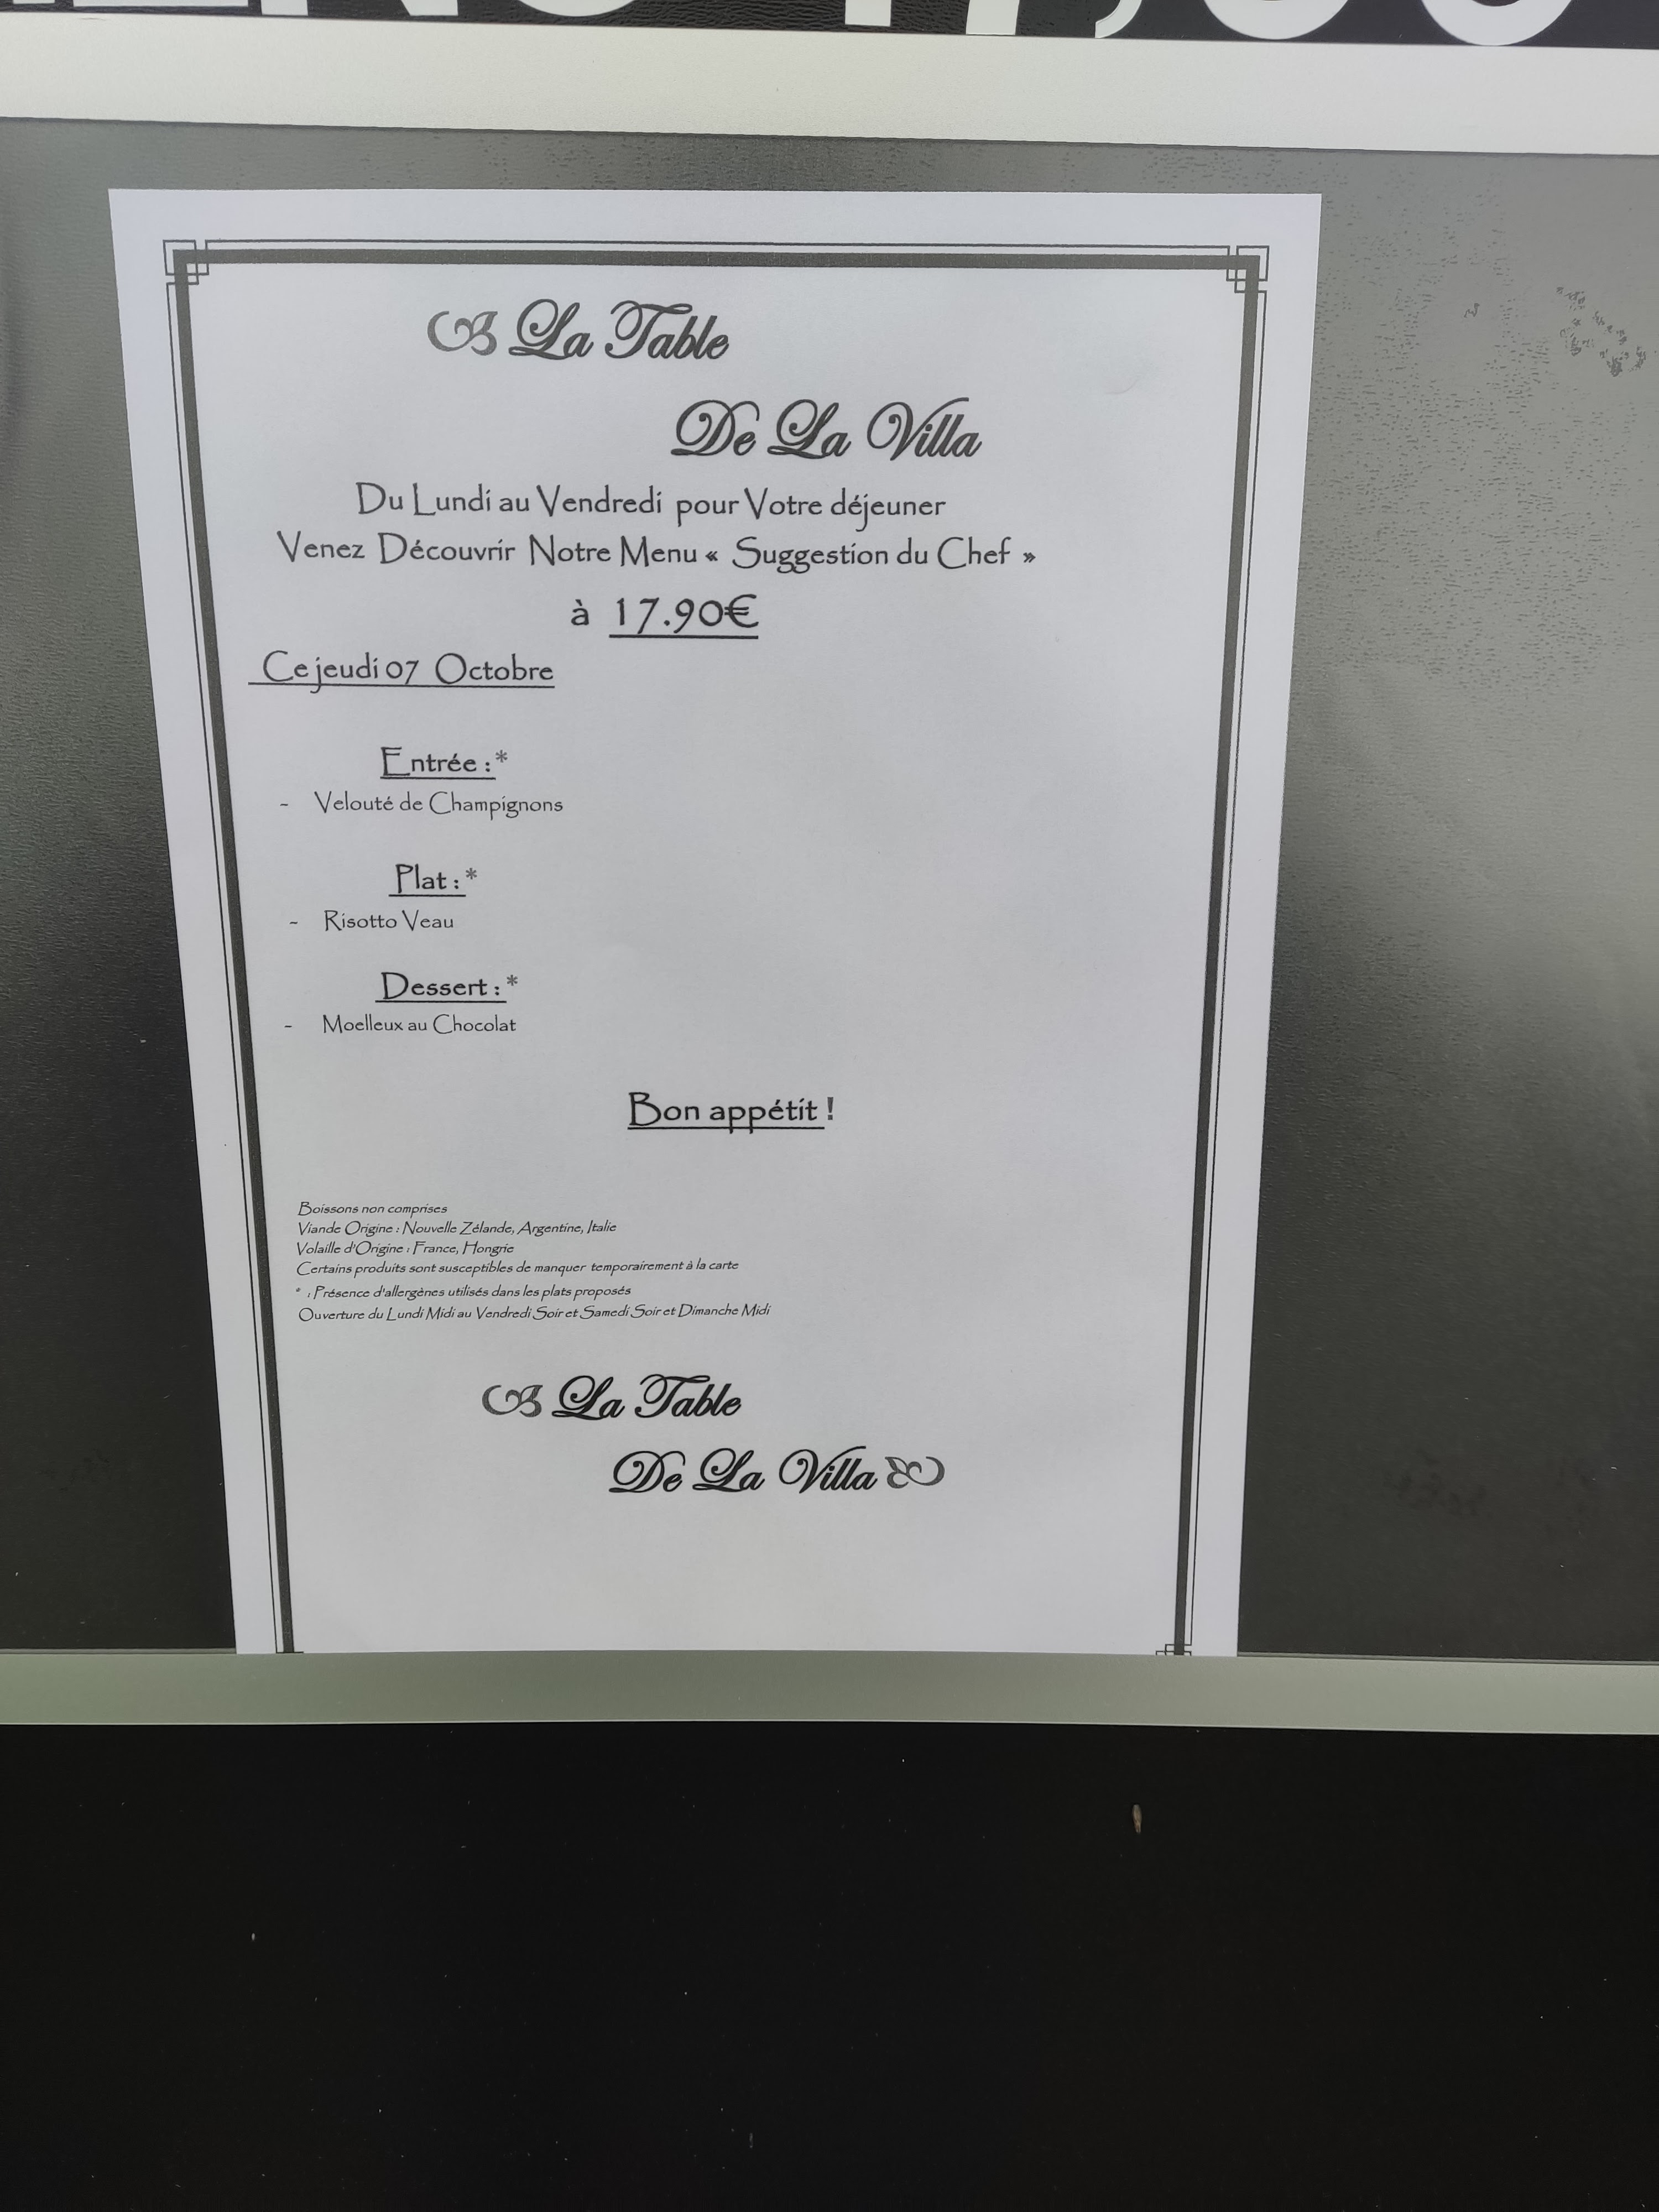 La Table
De La Villa
Du Lundi au Vendredi pour Votre déjeuner
Venez Découvrir Notre Menu « Suggestion du Chef »
à 17.90€
Ce jeudi 07 Octobre
Entrée :*
- Velouté de Champignons
Plat :*
- Risotto Veau
Dessert :*
- Moelleux au Chocolat
Bon appétit !
Boissons non comprises
Viande Origine : Nouvelle Zélande, Argentine, Italie
Volaille d'Origine : France, Hongrie
Certains produits sont susceptibles de manquer temporairement à la carte
* : Présence d'allergènes utilisés dans les plats proposés
Ouverture du Lundi Midi au Vendredi Soir et Samedi Soir et Dimanche Midi
La Table
De La Villa